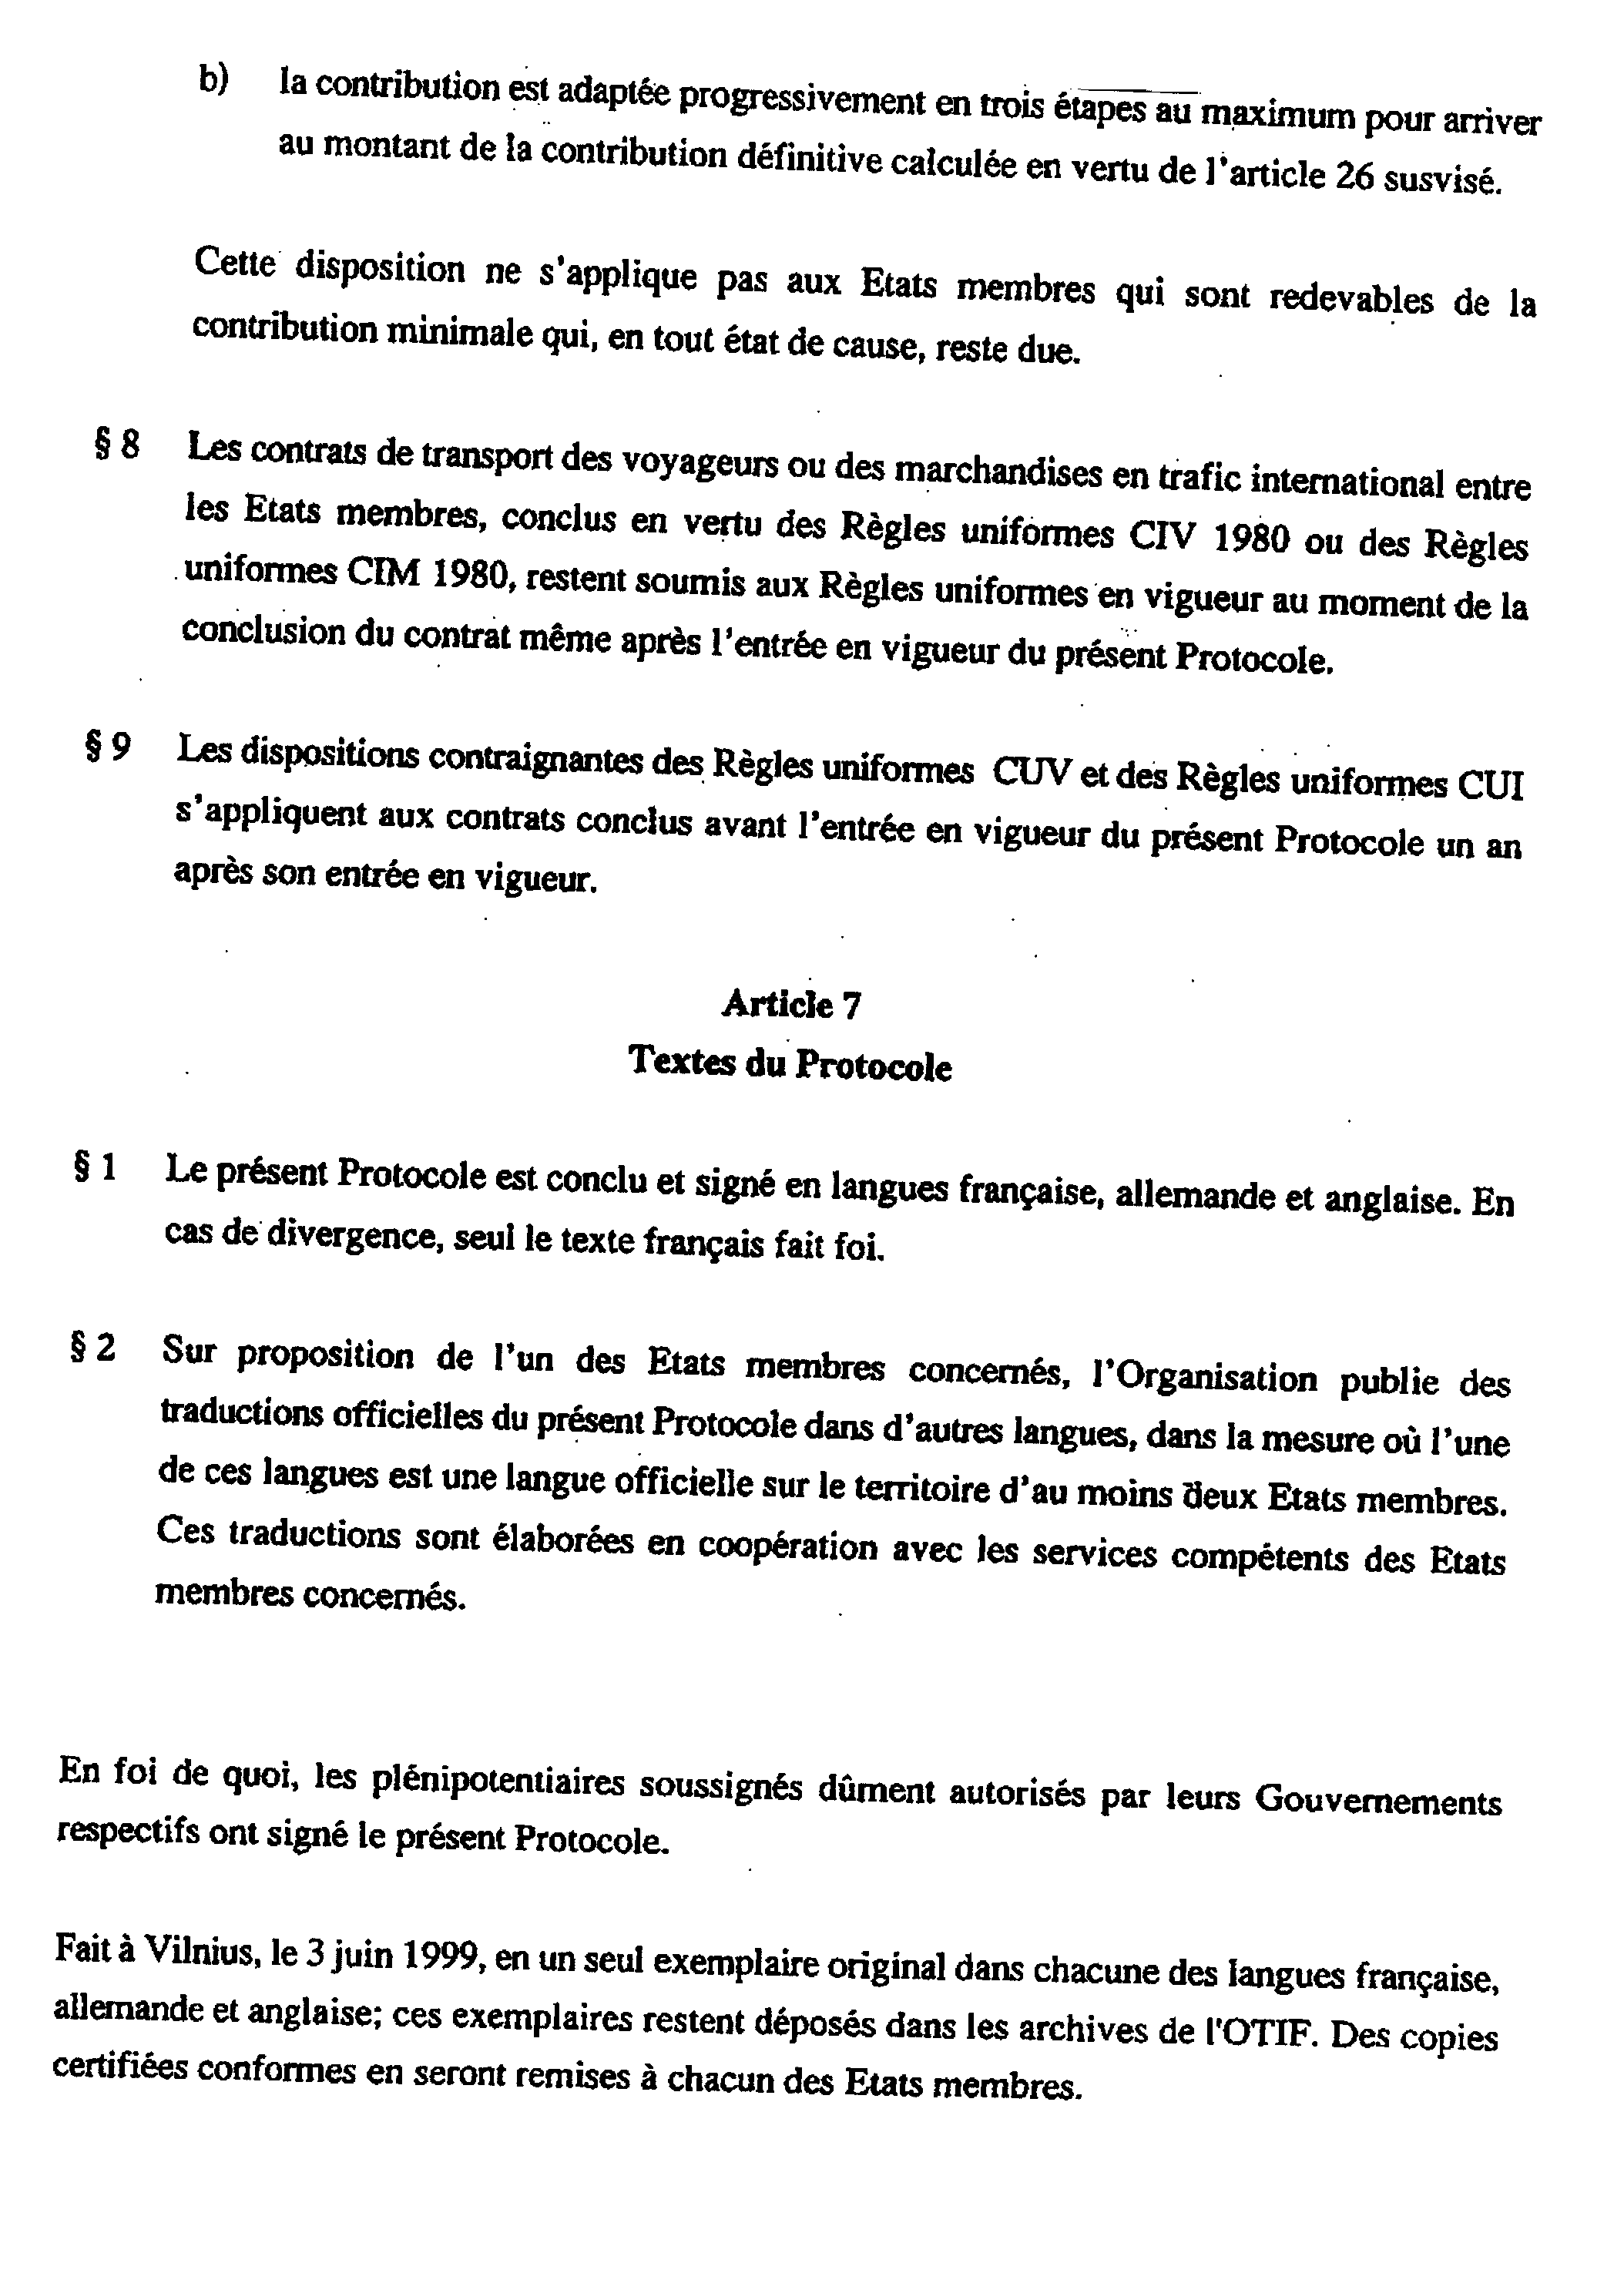 b) la contribution est adaptée progressivement en trois étapes au maximum pour arriver
au montant de la contribution définitive calculée en vertu de l'article 26 susvisé.
Cette disposition ne s'applique pas aux Etats membres qui sont redevables de la
contribution minimale qui, en tout état de cause, reste due.
§ 8 Les contrats de transport des voyageurs ou des marchandises en trafic international entre
les Etats membres, conclus en vertu des Règles uniformes CIV 1980 ou des Règles
uniformes CIM 1980, restent soumis aux Règles uniformes en vigueur au moment de la
conclusion du contrat même après l'entrée en vigueur du présent Protocole.
§ 9 Les dispositions contraignantes des Règles uniformes CUV et des Règles uniformes CUI
s'appliquent aux contrats conclus avant l'entrée en vigueur du présent Protocole un an
après son entrée en vigueur.
Article 7
Textes du Protocole
§ 1 Le présent Protocole est conclu et signé en langues française, allemande et anglaise. En
cas de divergence, seul le texte français fait foi.
§ 2 Sur proposition de l'un des Etats membres concernés, l'Organisation publie des
traductions officielles du présent Protocole dans d'autres langues, dans la mesure où l'une
de ces langues est une langue officielle sur le territoire d'au moins deux Etats membres.
Ces traductions sont élaborées en coopération avec les services compétents des Etats
membres concernés.
En foi de quoi, les plénipotentiaires soussignés dûment autorisés par leurs Gouvernements
respectifs ont signé le présent Protocole.
Fait à Vilnius, le 3 juin 1999, en un seul exemplaire original dans chacune des langues française,
allemande et anglaise; ces exemplaires restent déposés dans les archives de l'OTIF. Des copies
certifiées conformes en seront remises à chacun des Etats membres.